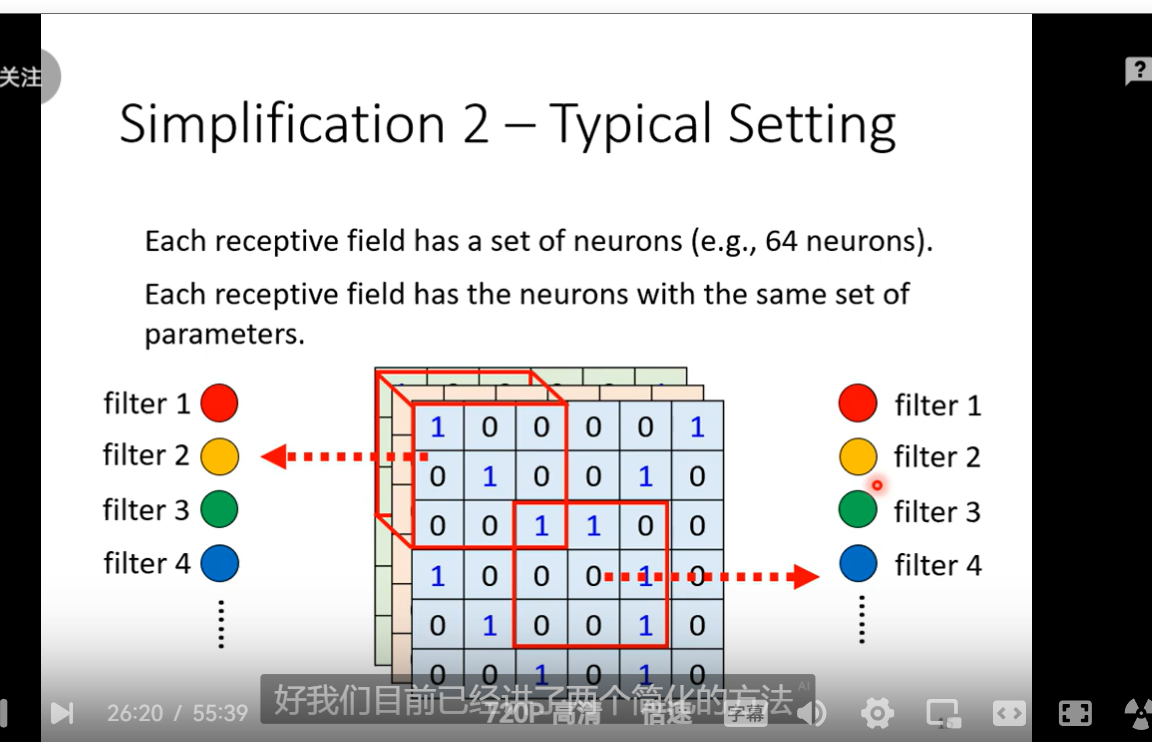 关注
?
Simplification 2 – Typical Setting
Each receptive field has a set of neurons (e.g., 64 neurons).
Each receptive field has the neurons with the same set of
parameters.
filter 1
filter 2
filter 3
filter 4
1 0 0 0 0 1
0 1 0 0 1 0
0 0 1 1 0 0
1 0 0 0 1 0
0 1 0 0 1 0
0 0 1 0 1 0
filter 1
filter 2
filter 3
filter 4
好我们目前已经进了两个简化的方法
AI
26:20 / 55:39
720P 高清
倍速
字幕